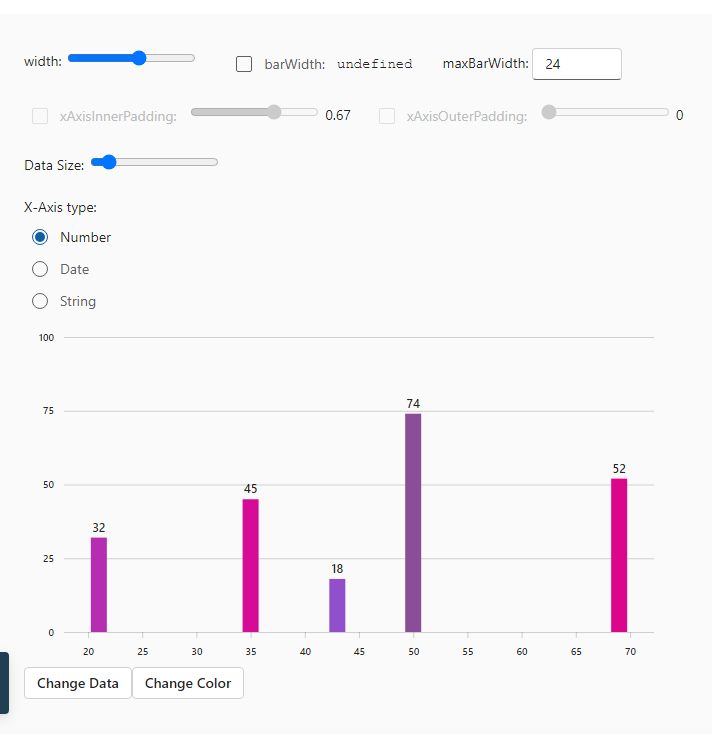 width: barWidth: undefined maxBarWidth: 24
xAxisInnerPadding: 0.67 xAxisOuterPadding: 0
Data Size:
X-Axis type:
Number
Date
String
100
75
74
52
50
45
32
25
18
0
20 25 30 35 40 45 50 55 60 65 70
Change Data Change Color